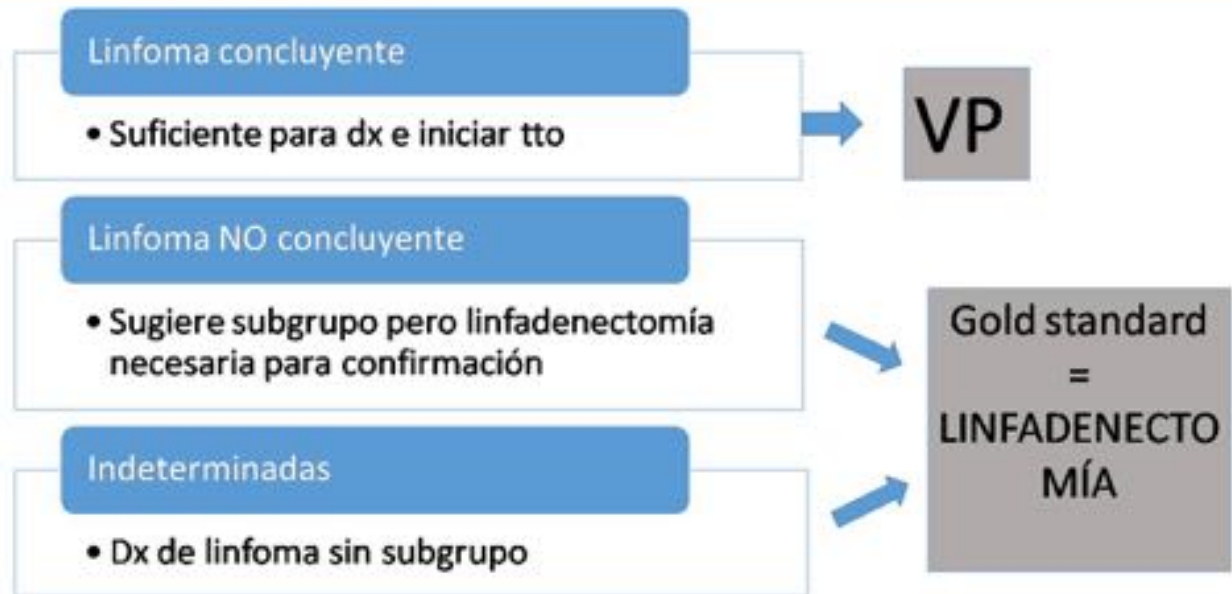 Linfoma concluyente
• Suficiente para dx e iniciar tto
VP
Linfoma NO concluyente
• Sugiere subgrupo pero linfadenectomía
necesaria para confirmación
Indeterminadas
• Dx de linfoma sin subgrupo
Gold standard
=
LINFADENECTO
MÍA